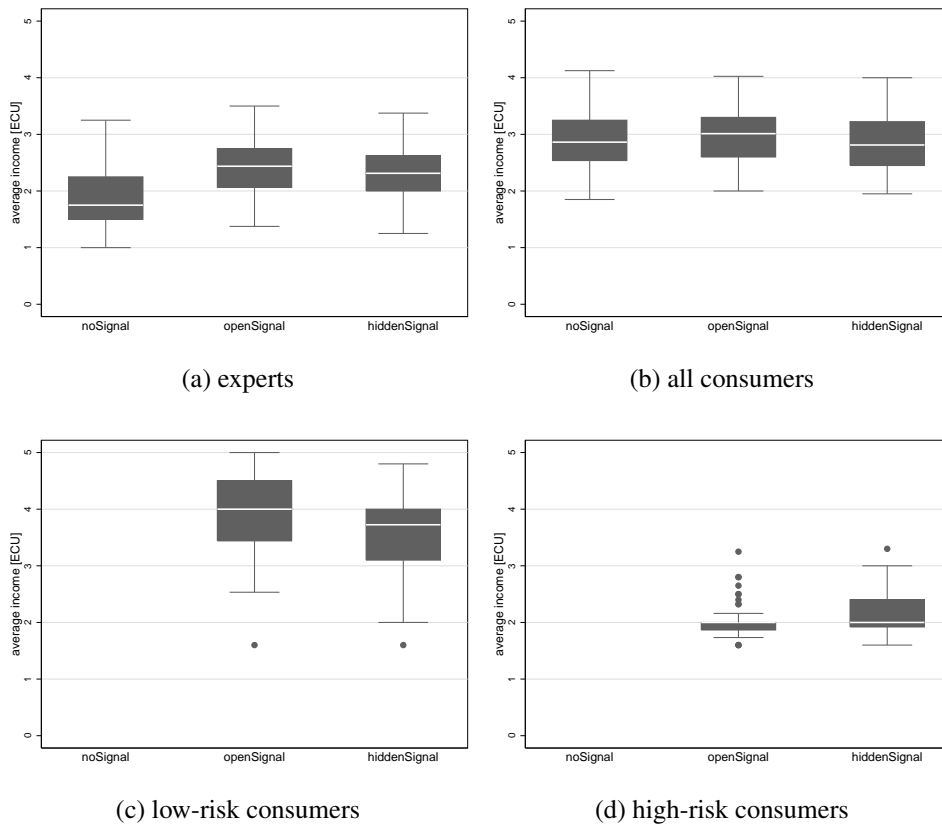 average income [ECU]
5
4
3
2
1
0
noSignal openSignal hiddenSignal
(a) experts
average income [ECU]
5
4
3
2
1
0
noSignal openSignal hiddenSignal
(b) all consumers
average income [ECU]
5
4
3
2
1
0
noSignal openSignal hiddenSignal
(c) low-risk consumers
average income [ECU]
5
4
3
2
1
0
noSignal openSignal hiddenSignal
(d) high-risk consumers